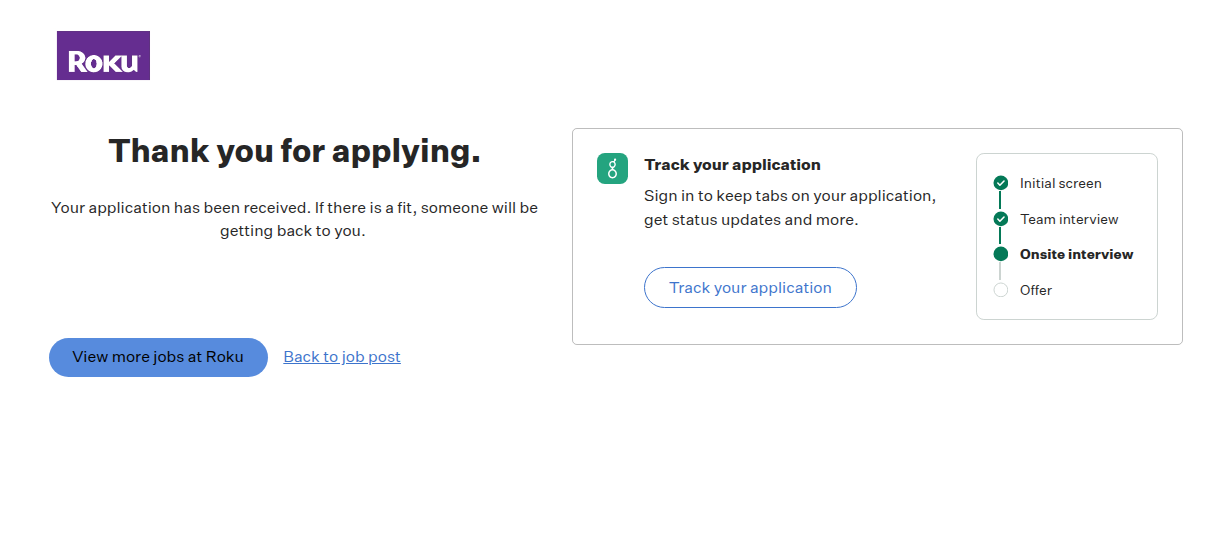 Roku
Thank you for applying.
Your application has been received. If there is a fit, someone will be
getting back to you.
View more jobs at Roku
Back to job post
Track your application
Sign in to keep tabs on your application,
get status updates and more.
Track your application
Initial screen
Team interview
Onsite interview
Offer